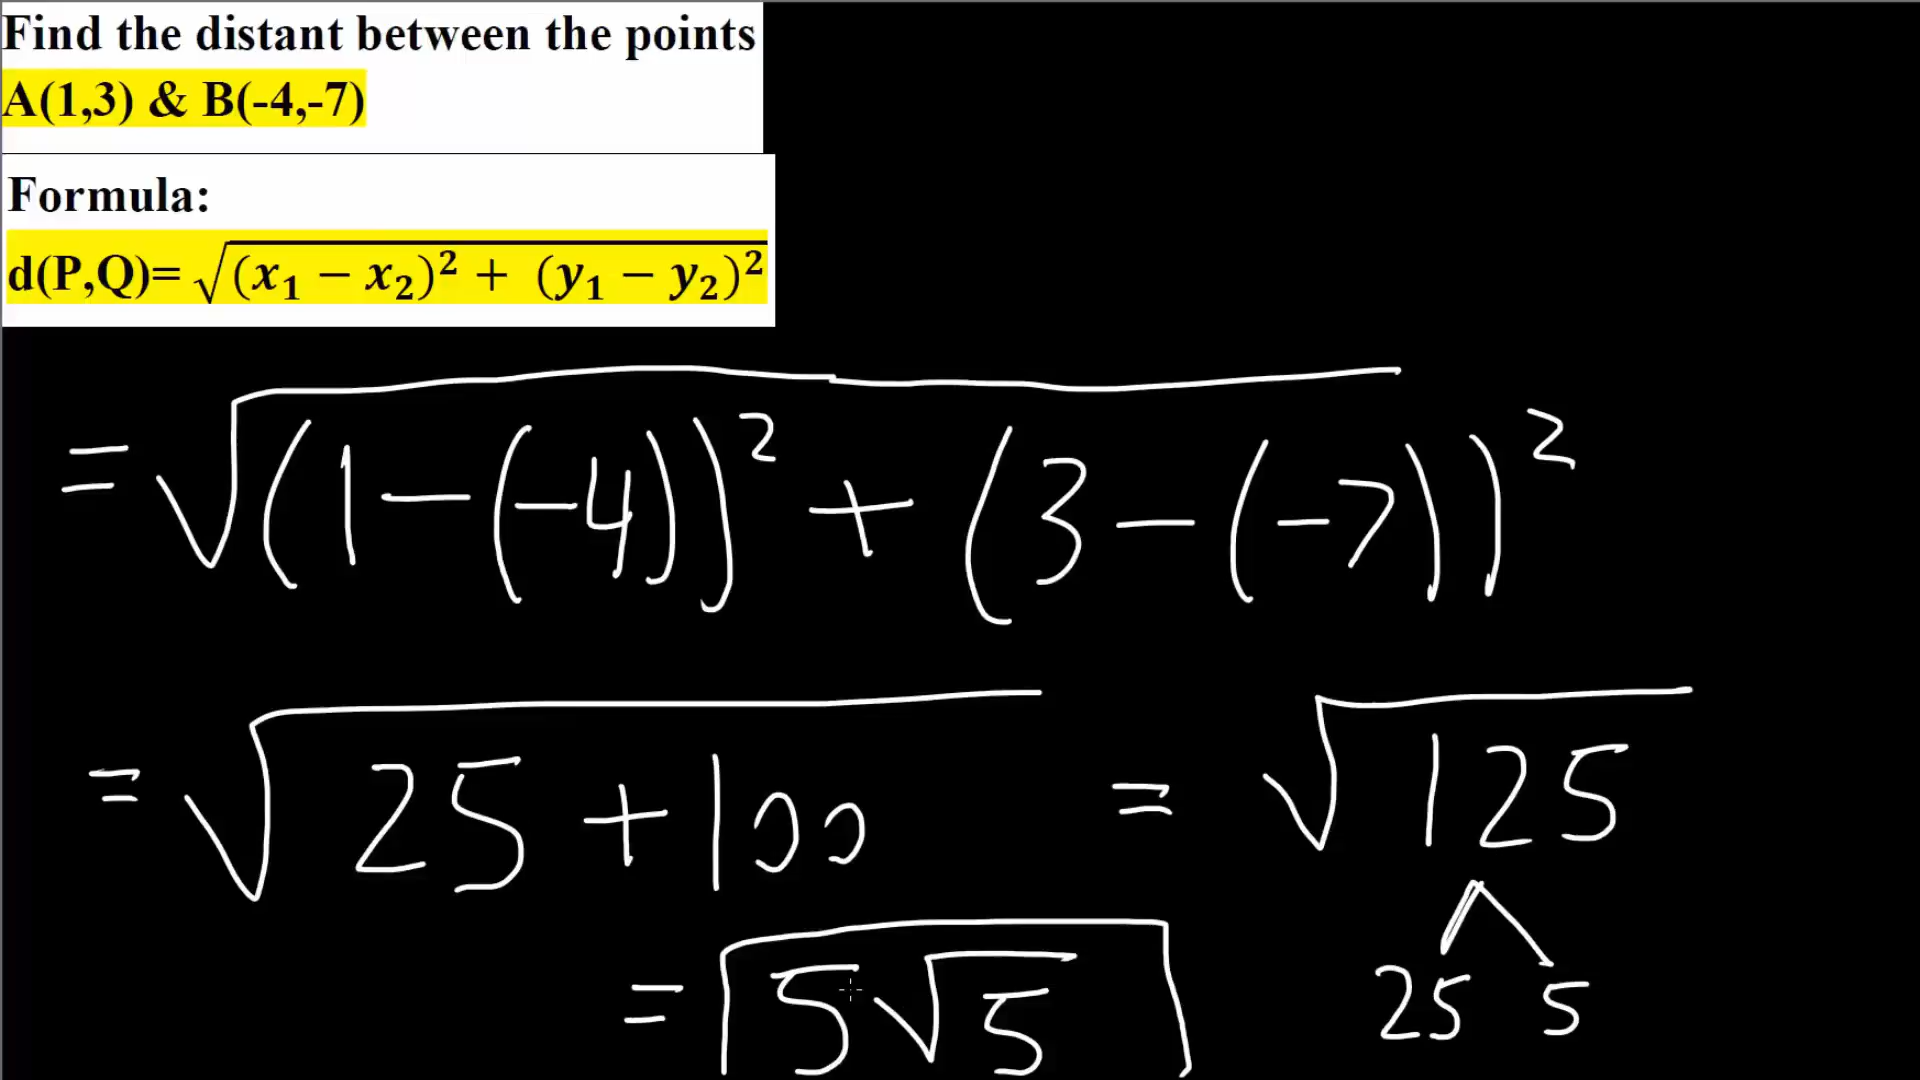 Find the distant between the points
A(1,3) & B(-4,-7)
Formula:
d(P,Q)= √(x₁ − x₂)² + (y₁ − y₂)²
= √(1-(-4))² + (3-(-7))²
= √25+100 = √125
25 5
= 5√5